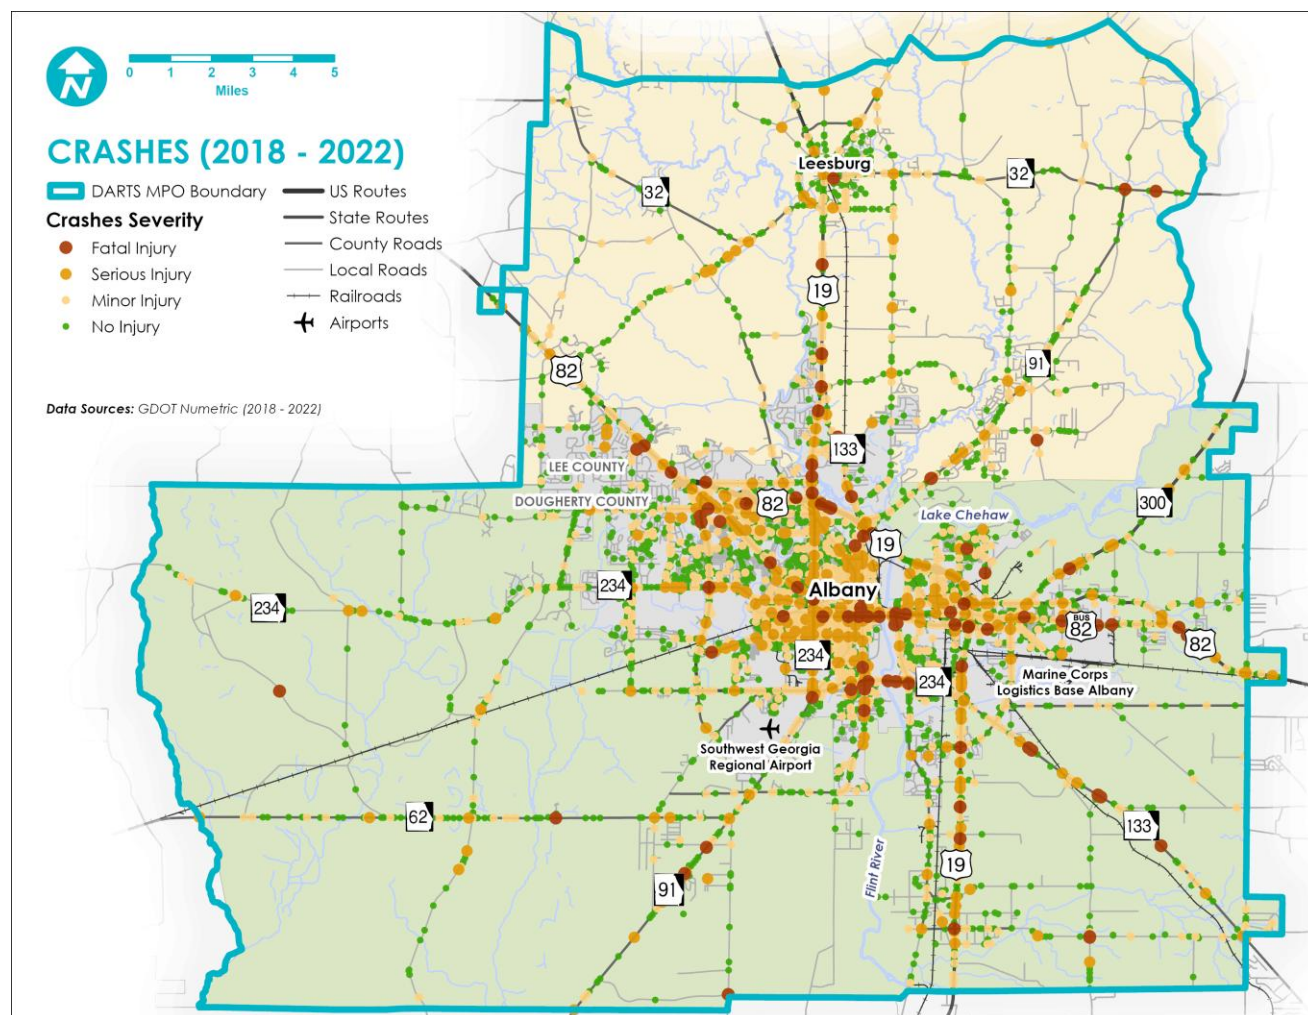 N
0 1 2 3 4 5
Miles
CRASHES (2018 - 2022)
DARTS MPO Boundary
Crashes Severity
Fatal Injury
Serious Injury
Minor Injury
No Injury
US Routes
State Routes
County Roads
Local Roads
Railroads
Airports
Data Sources: GDOT Numetric (2018 - 2022)
Leesburg
32
32
19
82
91
133
LEE COUNTY
DOUGHERTY COUNTY
82
300
Lake Chehaw
19
234
234
Albany
BUS
82
82
234
234
Marine Corps
Logistics Base Albany
Southwest Georgia
Regional Airport
62
133
19
Flint River
91